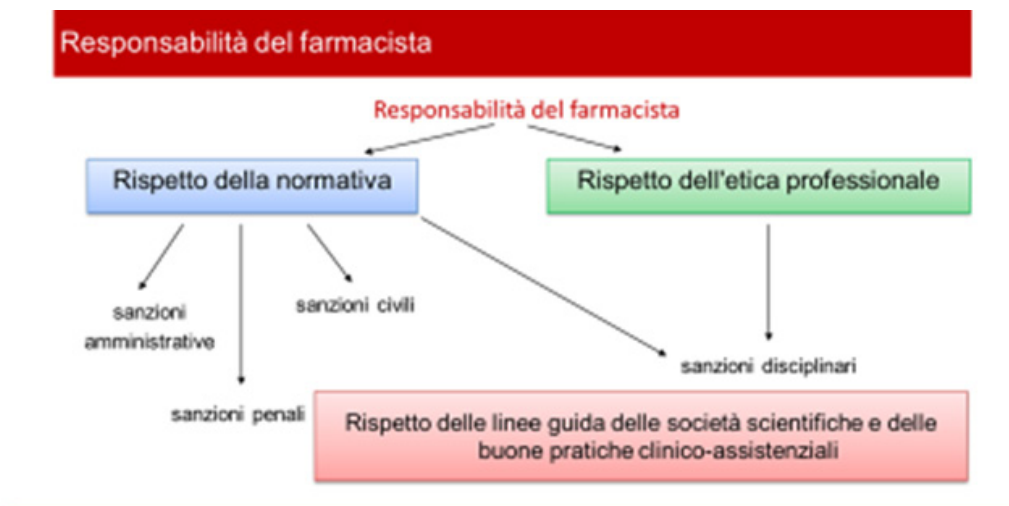 Responsabilità del farmacista
Responsabilità del farmacista
Rispetto della normativa
Rispetto dell'etica professionale
sanzioni
amministrative
sanzioni civili
sanzioni disciplinari
sanzioni penali
Rispetto delle linee guida delle società scientifiche e delle
buone pratiche clinico-assistenziali